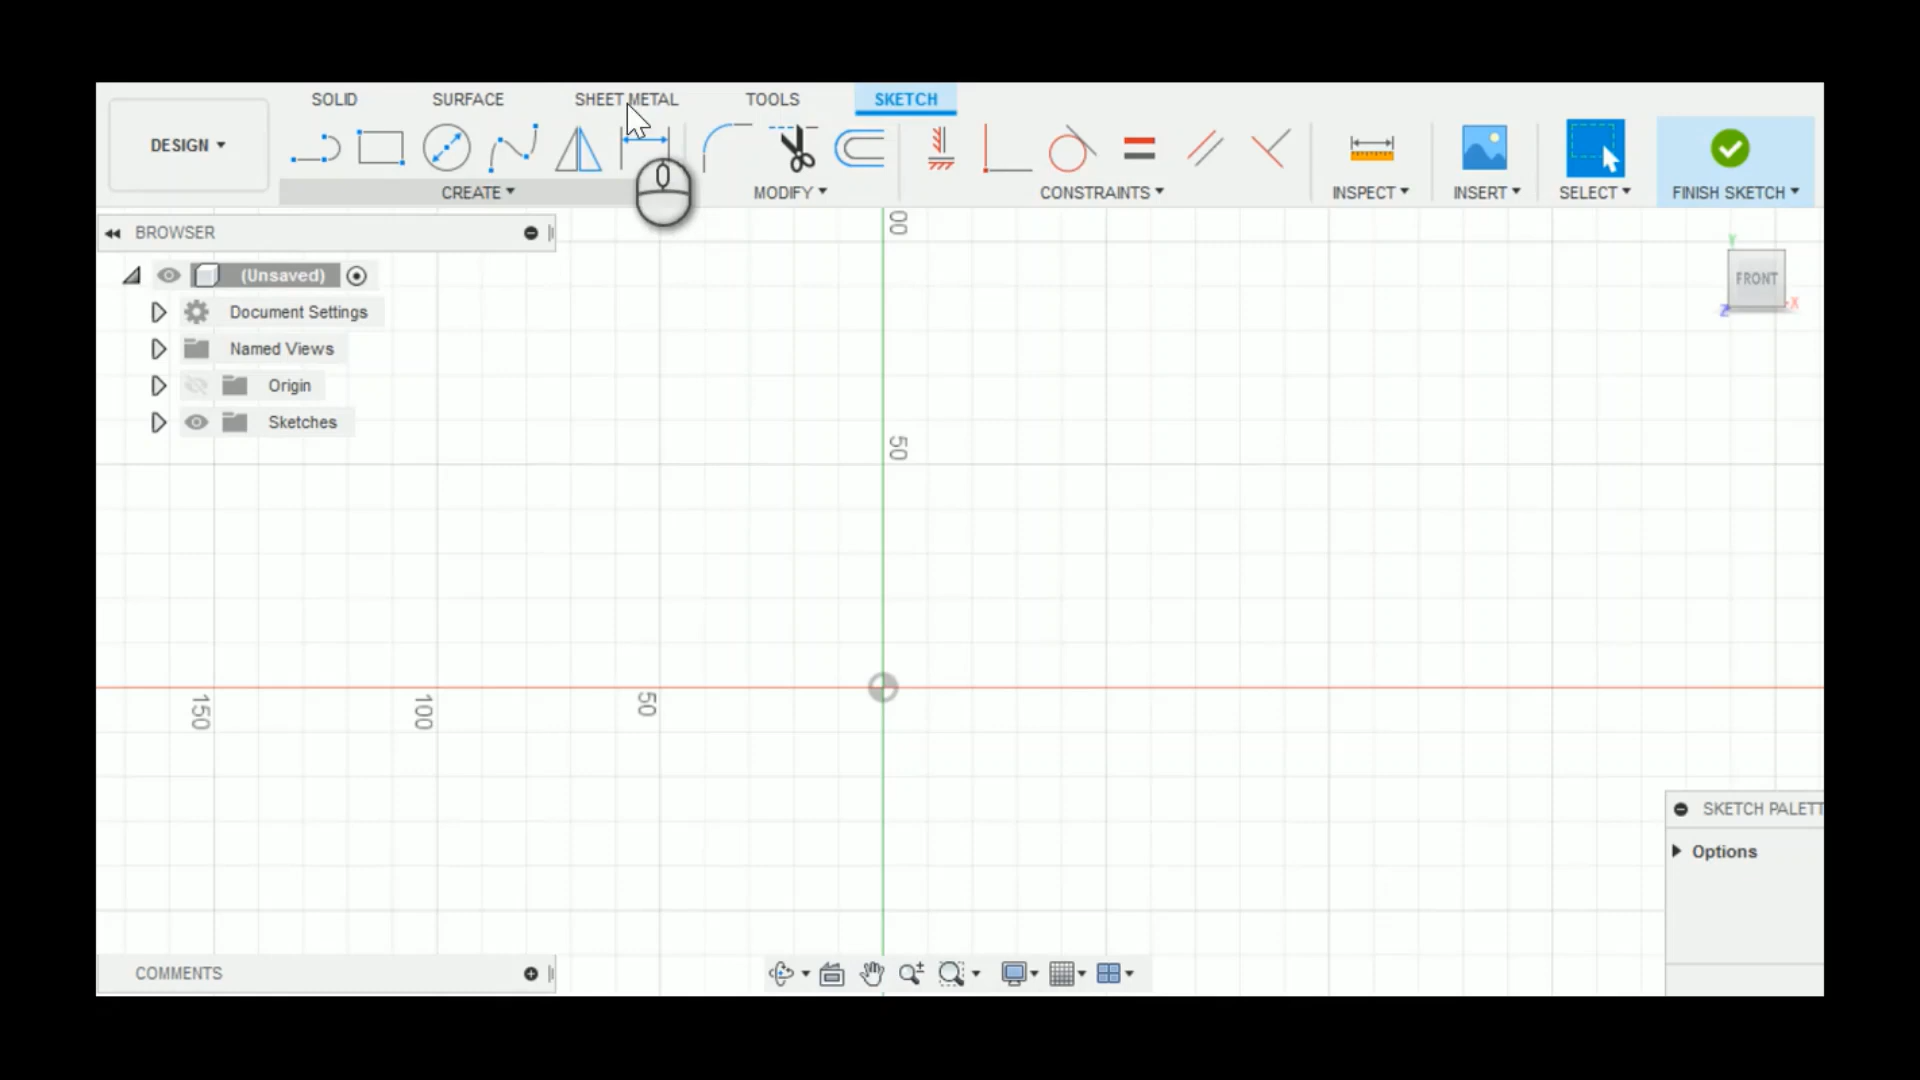 SOLID SURFACE SHEET METAL TOOLS SKETCH
DESIGN
CREATE MODIFY CONSTRAINTS INSPECT INSERT SELECT FINISH SKETCH
BROWSER
(Unsaved)
Document Settings
Named Views
Origin
Sketches
00
50
50
100
150
Y
FRONT
X
Z
SKETCH PALETT
Options
COMMENTS